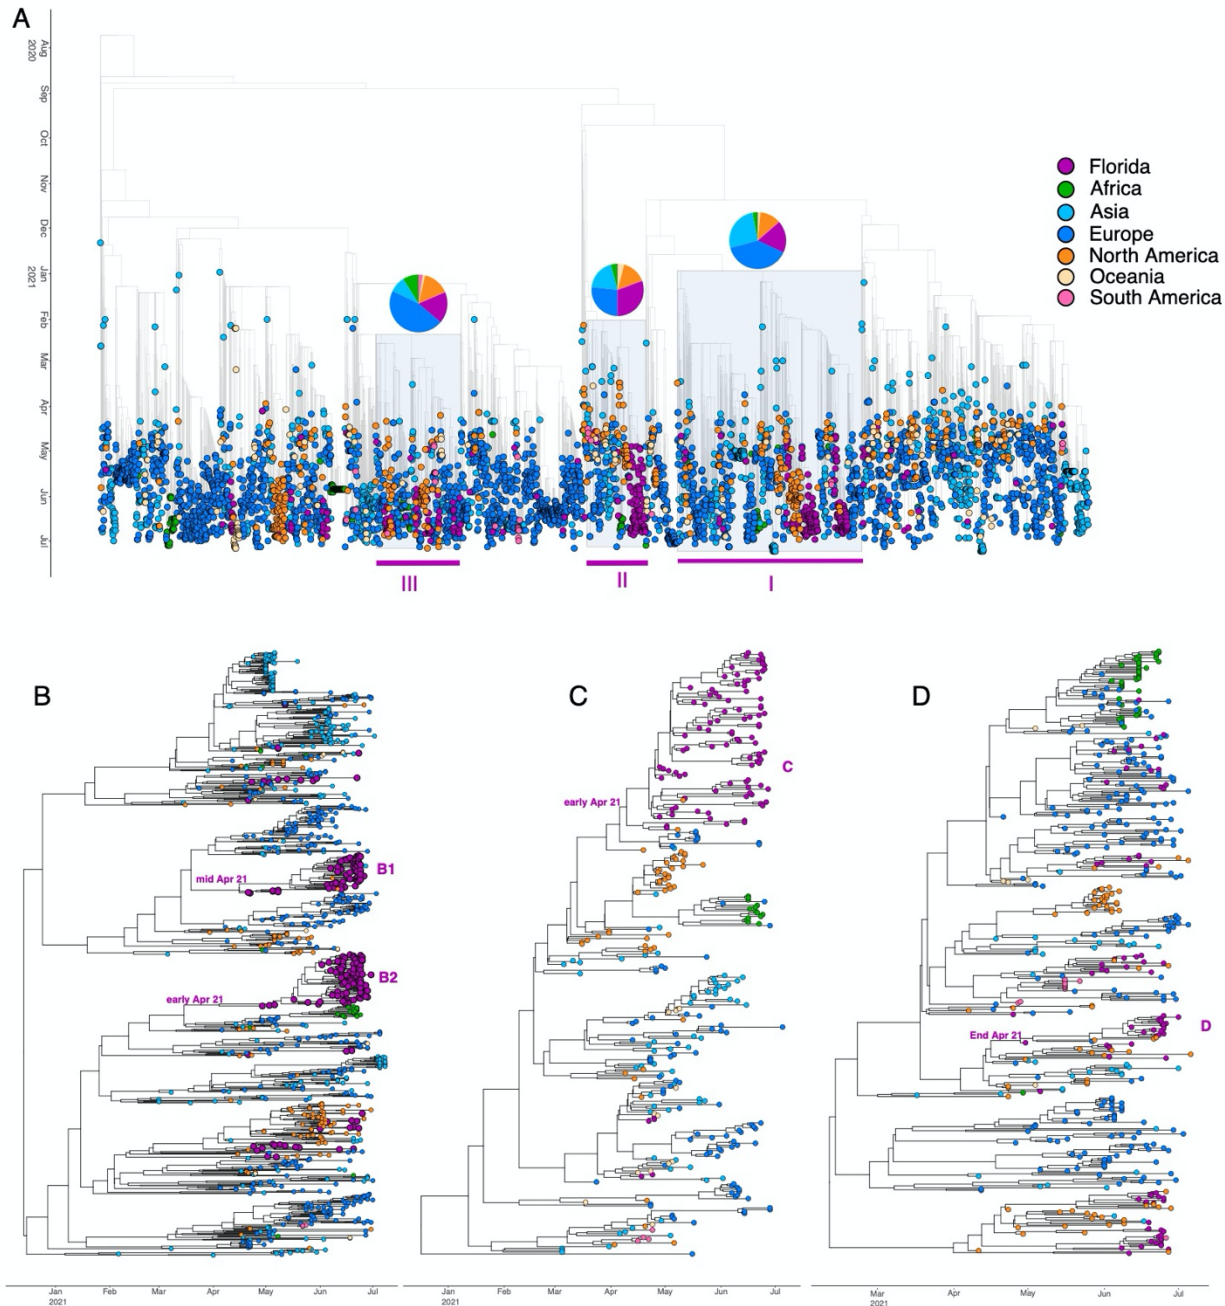 A
Aug
2020
Sep
Oct
Nov
Dec
Jan
2021
Feb
Mar
Apr
May
Jun
Jul
Florida
Africa
Asia
Europe
North America
Oceania
South America
III
II
I
B
mid Apr 21
B1
early Apr 21
B2
Jan
2021
Feb
Mar
Apr
May
Jun
Jul
C
early Apr 21
C
Jan
2021
Feb
Mar
Apr
May
Jun
Jul
D
End Apr 21
D
Mar
2021
Apr
May
Jun
Jul